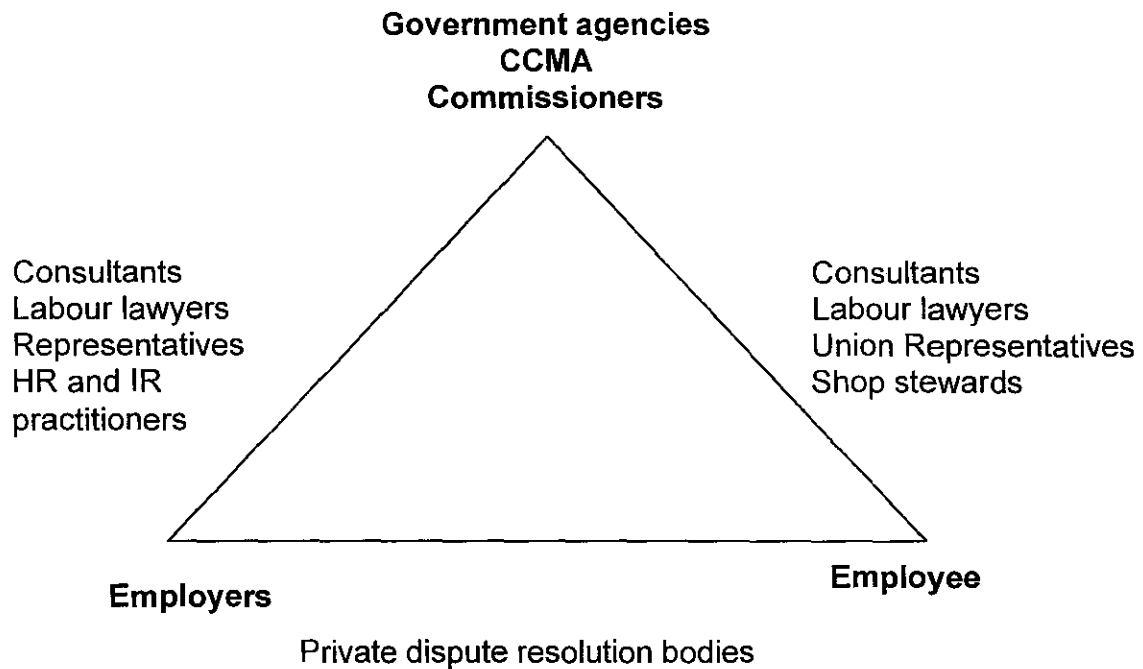 Government agencies
CCMA
Commissioners
Consultants
Labour lawyers
Representatives
HR and IR
practitioners
Consultants
Labour lawyers
Union Representatives
Shop stewards
Employers
Employee
Private dispute resolution bodies